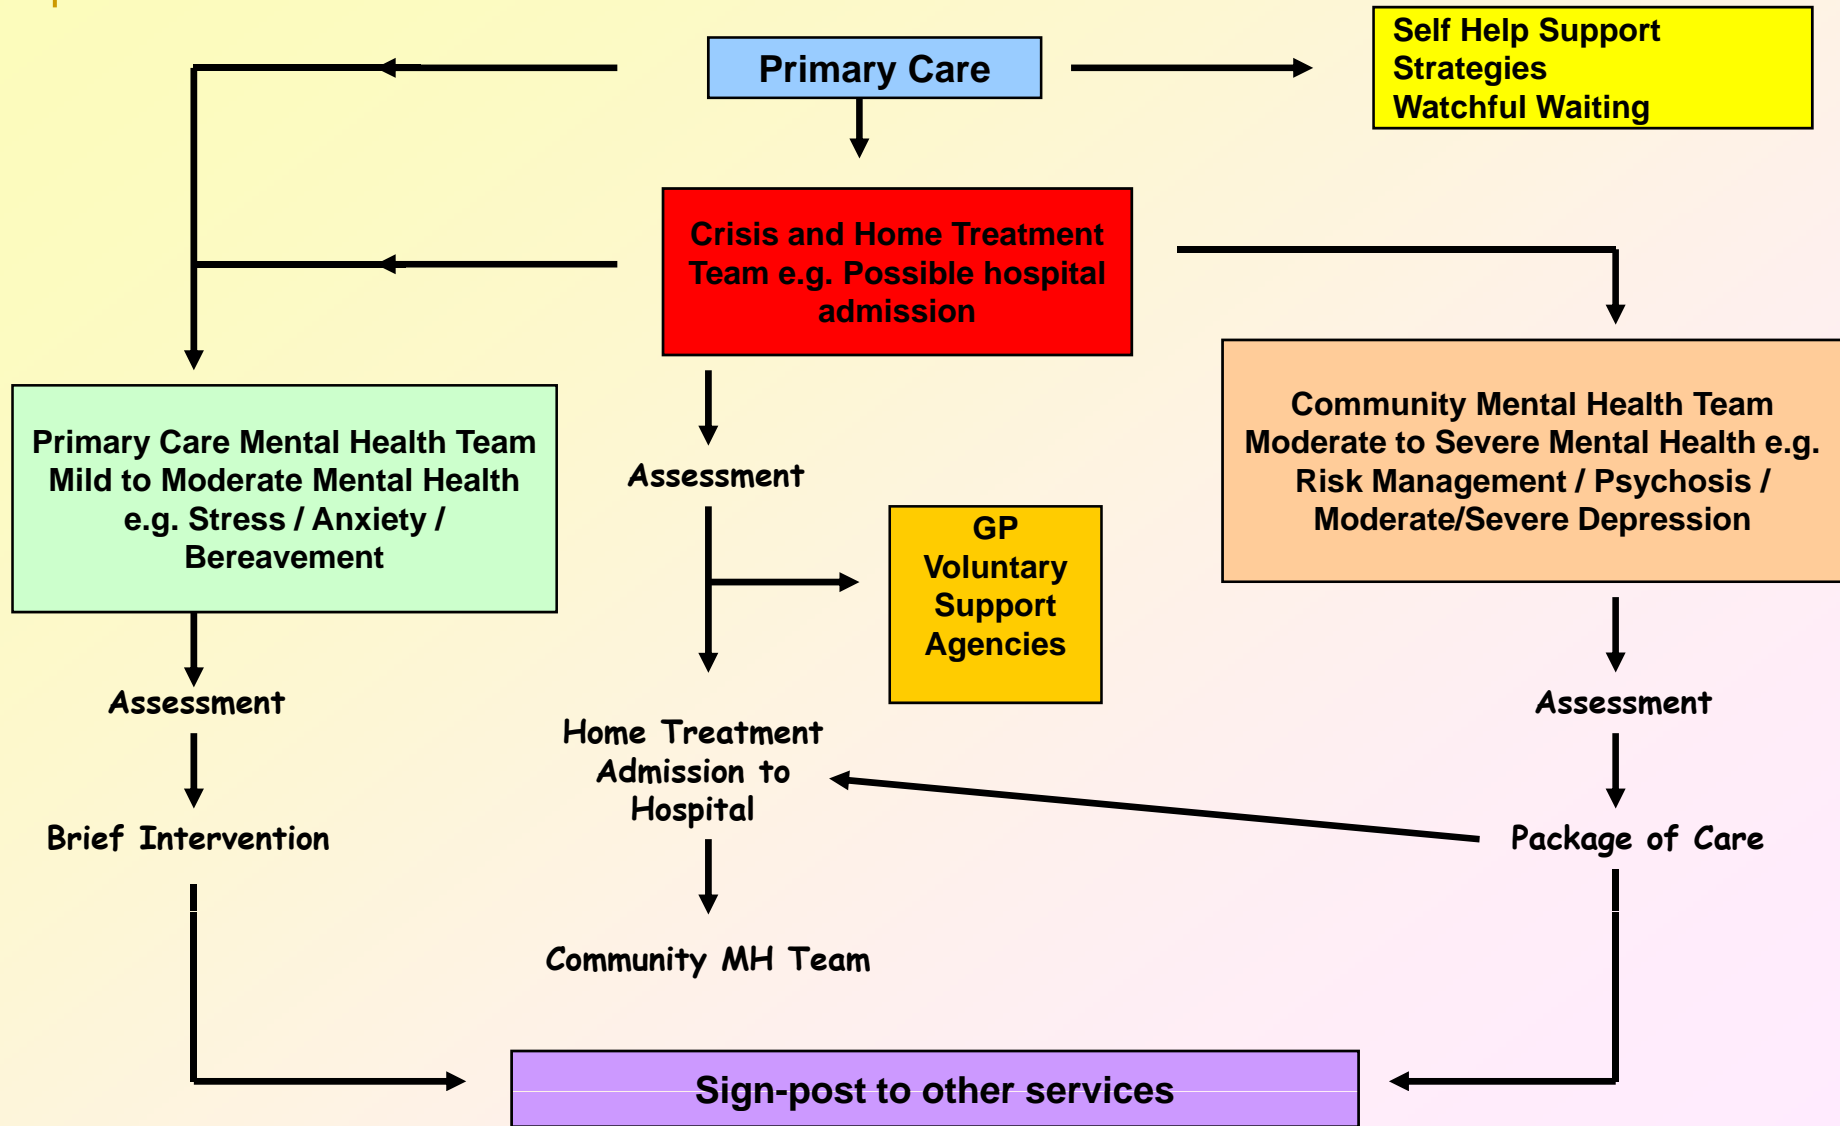 Primary Care
Self Help Support
Strategies
Watchful Waiting
Crisis and Home Treatment
Team e.g. Possible hospital
admission
Primary Care Mental Health Team
Mild to Moderate Mental Health
e.g. Stress / Anxiety /
Bereavement
Community Mental Health Team
Moderate to Severe Mental Health e.g.
Risk Management / Psychosis /
Moderate/Severe Depression
Assessment
GP
Voluntary
Support
Agencies
Assessment
Home Treatment
Admission to
Hospital
Assessment
Brief Intervention
Package of Care
Community MH Team
Sign-post to other services